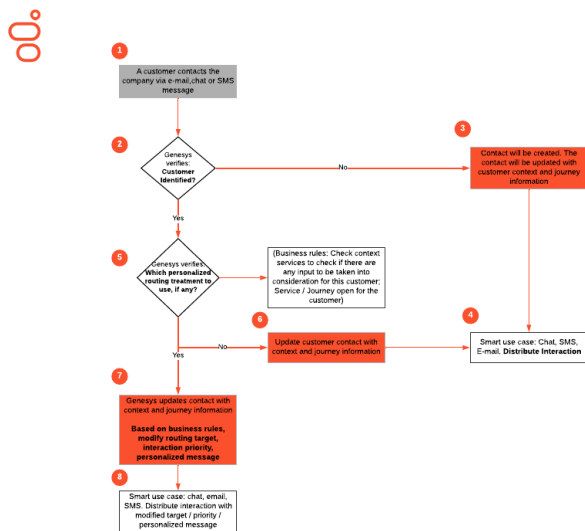 1
A customer contacts the
company via e-mail,chat or SMS
message
2
Genesys
verifies:
Customer
Identified?
No
3
Contact will be created. The
contact will be updated with
customer context and journey
information
Yes
5
Genesys verifies:
Which personalized
routing treatment to
use, if any?
(Business rules: Check context
services to check if there are
any input to be taken into
consideration for this customer;
Service / Journey open for the
customer)
4
Smart use case: Chat, SMS,
E-mail. Distribute Interaction
6
Update customer contact with
context and journey information
No
Yes
7
Genesys updates contact with
context and journey information
Based on business rules,
modify routing target,
interaction priority,
personalized message
8
Smart use case: chat, email,
SMS. Distribute interaction with
modified target / priority /
personalized message